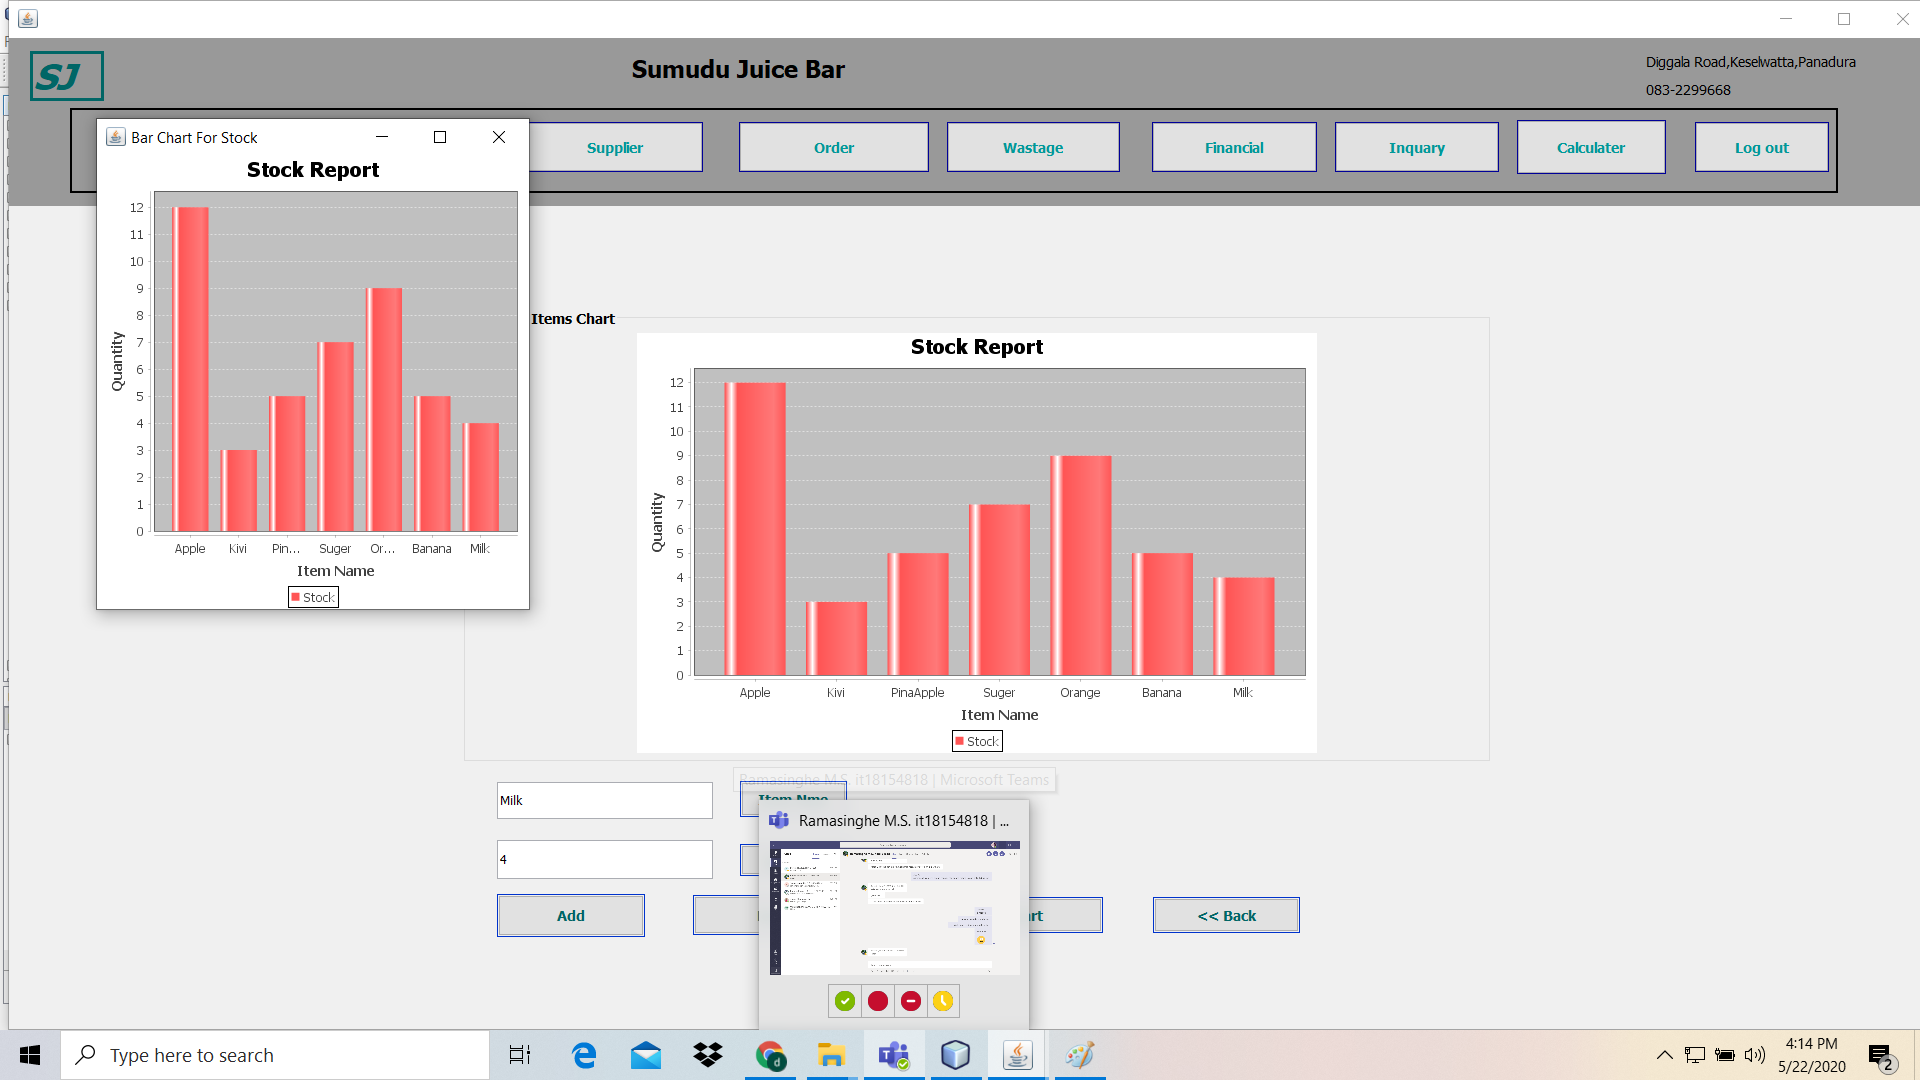 SJ
Sumudu Juice Bar
Diggala Road,Keselwatta,Panadura
083-2299668
Supplier
Order
Wastage
Financial
Inquary
Calculater
Log out
Bar Chart For Stock
Stock Report
12
11
10
9
8
7
6
5
4
3
2
1
0
Quantity
Apple Kivi Pin... Suger Or... Banana Milk
Item Name
Stock
Items Chart
Stock Report
12
11
10
9
8
7
6
5
4
3
2
1
0
Quantity
Apple Kivi PinaApple Suger Orange Banana Milk
Item Name
Stock
Ramasinghe M.S. it18154818 | Microsoft Teams
Milk
Item Nme
Ramasinghe M.S. it18154818 | ...
4
Add
<< Back
Type here to search
4:14 PM
5/22/2020
2